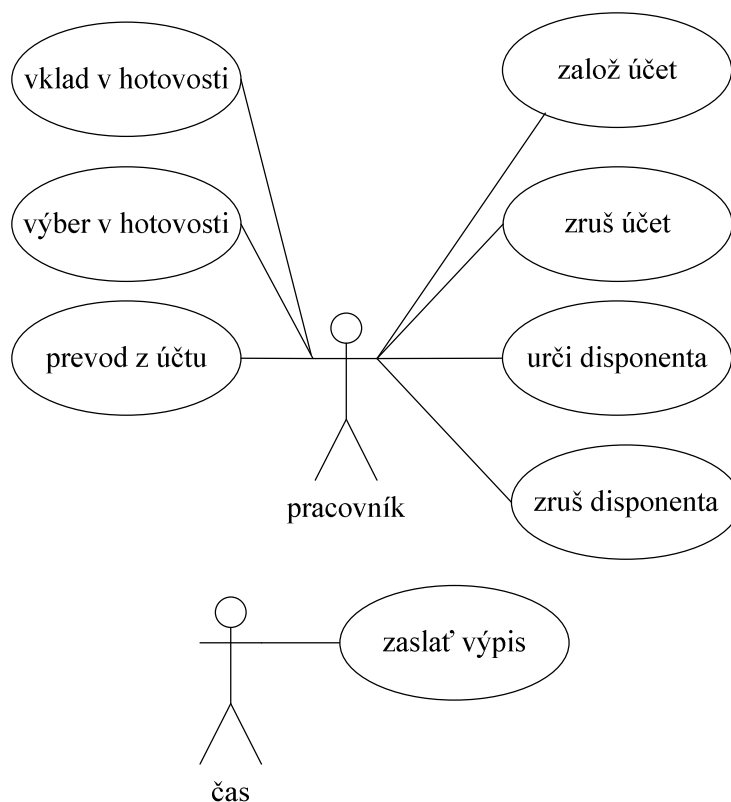 vklad v hotovosti
založ účet
výber v hotovosti
zruš účet
prevod z účtu
urči disponenta
zruš disponenta
pracovník
zaslať výpis
čas